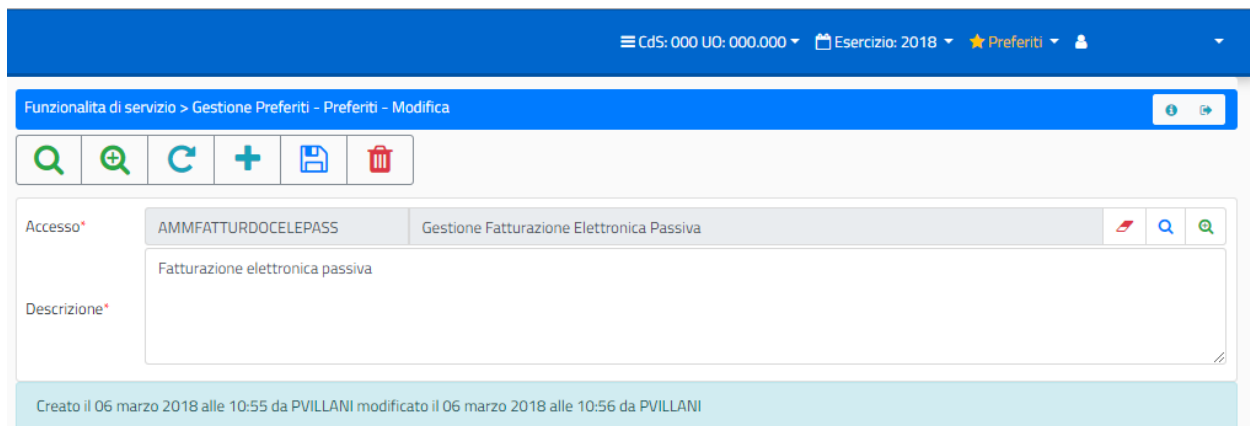 CdS: 000 UO: 000.000 Esercizio: 2018 Preferiti
Funzionalita di servizio > Gestione Preferiti - Preferiti - Modifica
Accesso* AMMFATTURDOCELEPASS Gestione Fatturazione Elettronica Passiva
Fatturazione elettronica passiva
Descrizione*
Creato il 06 marzo 2018 alle 10:55 da PVILLANI modificato il 06 marzo 2018 alle 10:56 da PVILLANI